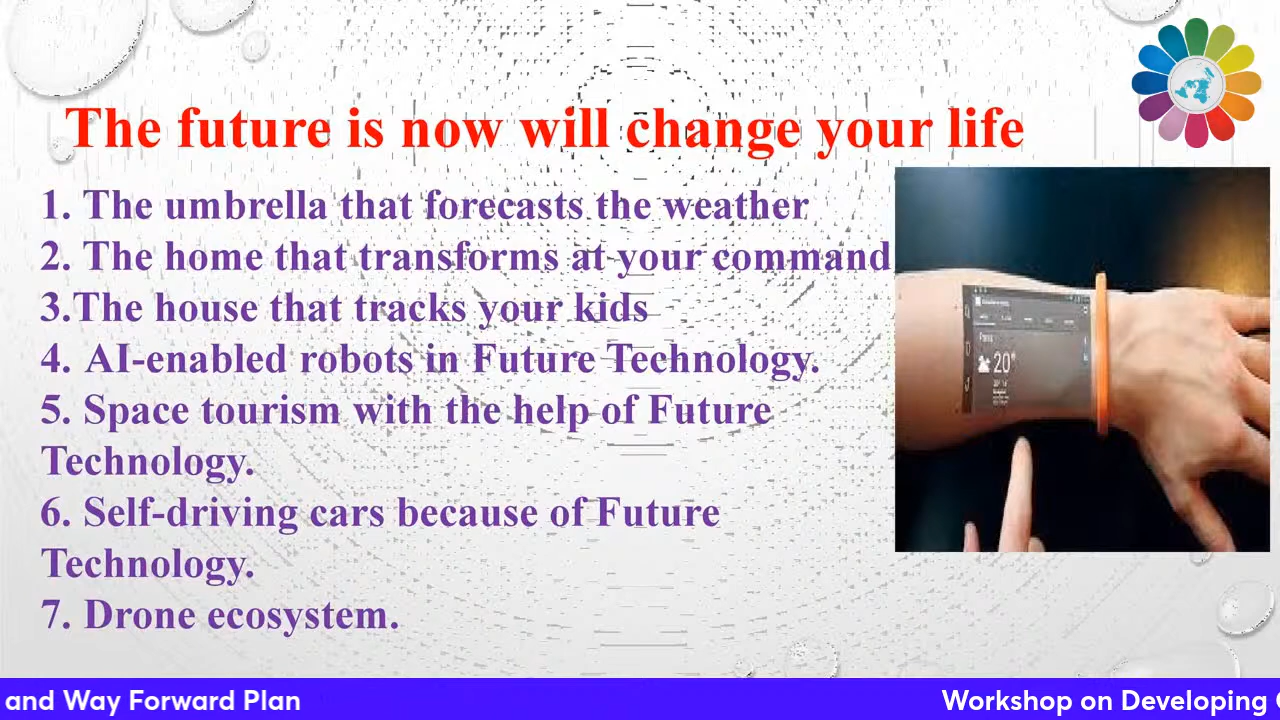 The future is now will change your life
1. The umbrella that forecasts the weather
2. The home that transforms at your command
3.The house that tracks your kids
4. AI-enabled robots in Future Technology.
5. Space tourism with the help of Future
Technology.
6. Self-driving cars because of Future
Technology.
7. Drone ecosystem.
Paris
20°
and Way Forward Plan
Workshop on Developing